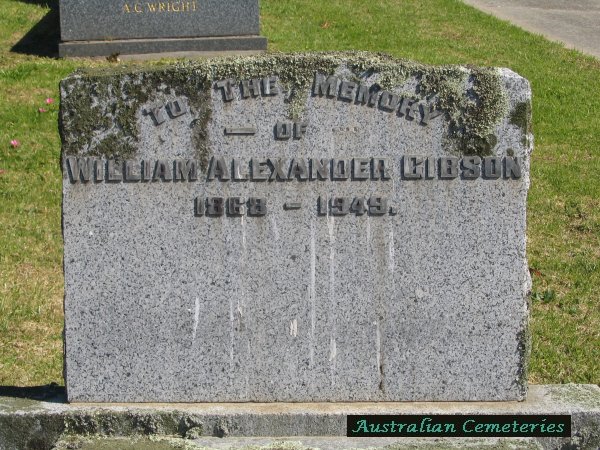 A.C. WRIGHT
TO THE MEMORY
— OF —
WILLIAM ALEXANDER GIBSON
1868 – 1949.
Australian Cemeteries